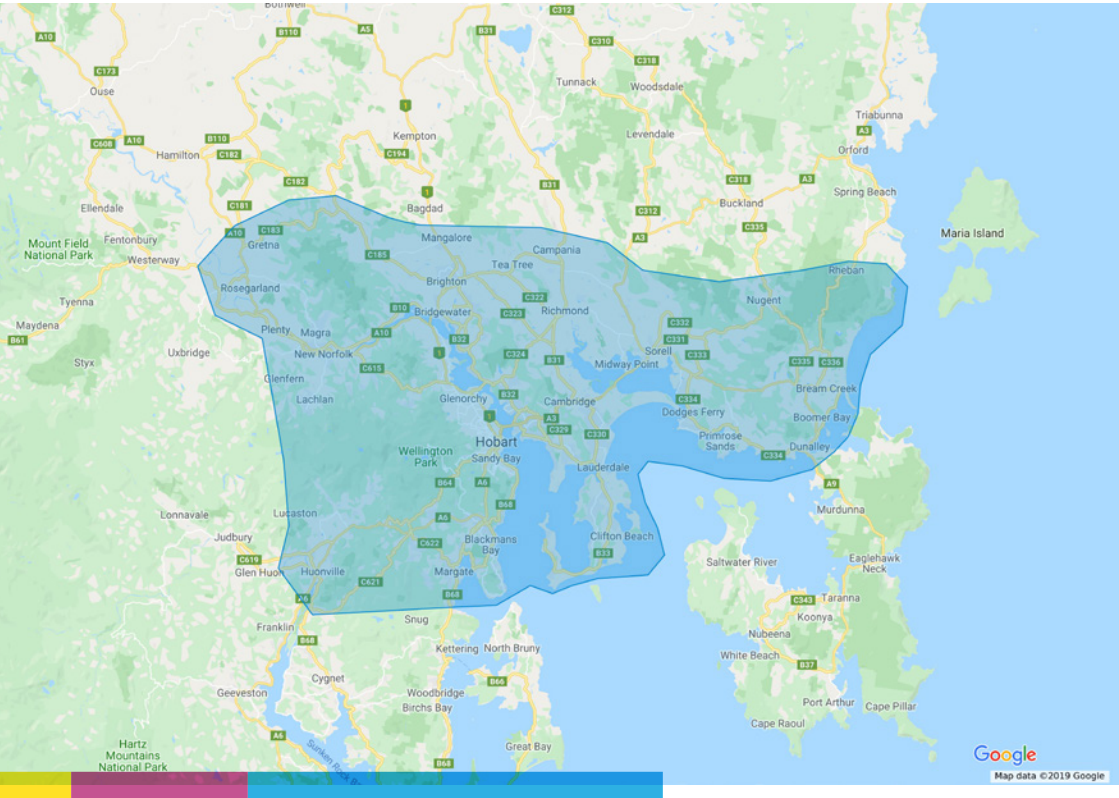 Bothwell
C312
A10
B110
A5
B31
C310
C173
C318
Ouse
Tunnack
Woodsdale
1
Triabunna
Kempton
Levendale
A3
C608
A10
B110
Hamilton
C182
C194
Orford
C182
B31
C318
A3
1
Spring Beach
C181
Buckland
Ellendale
Bagdad
C312
C335
Mount Field
National Park
Fentonbury
A10
C183
Mangalore
A3
Maria Island
Gretna
Westerway
C185
Campania
Tea Tree
Rheban
Rosegarland
Brighton
Tyenna
C322
Nugent
B10
Bridgewater
C323
Richmond
Maydena
Plenty
Magra
A10
C332
B61
B32
C331
Uxbridge
New Norfolk
1
C324
B31
Sorell
C333
Styx
C615
Midway Point
C335
C336
Glenfern
Bream Creek
Lachlan
Glenorchy
B32
Cambridge
C334
1
A3
Dodges Ferry
Boomer Bay
C329
C330
Hobart
Primrose
Sands
Wellington
Park
Dunalley
Sandy Bay
C334
Lauderdale
B64
A6
A9
B68
Murdunna
Lonnavale
Lucaston
A6
Judbury
Clifton Beach
C622
Blackmans
Bay
B33
C619
Eaglehawk
Neck
Glen Huon
Huonville
Margate
Saltwater River
C621
A6
B68
C343
Taranna
Snug
Koonya
Franklin
Nubeena
B68
Kettering
North Bruny
White Beach
B37
Cygnet
B66
Geeveston
Woodbridge
Port Arthur
Cape Pillar
Birchs Bay
Cape Raoul
A6
Hartz
Mountains
National Park
Great Bay
B68
Google
Map data ©2019 Google